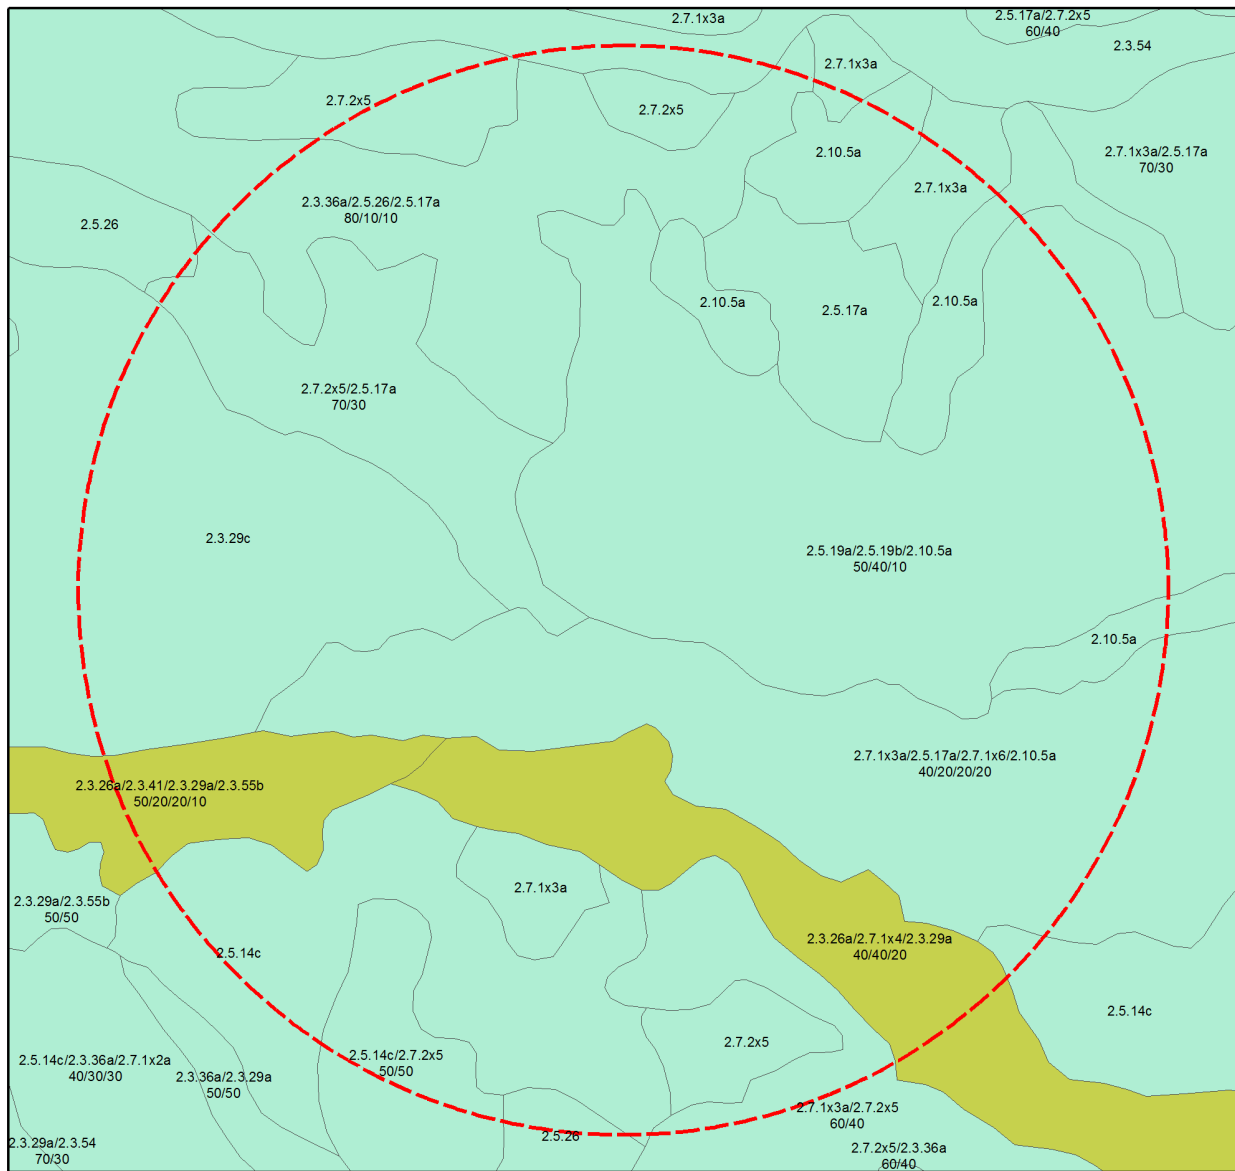 2.7.1x3a
2.5.17a/2.7.2x5
60/40
2.3.54
2.7.1x3a
2.7.2x5
2.7.2x5
2.10.5a
2.7.1x3a/2.5.17a
70/30
2.7.1x3a
2.3.36a/2.5.26/2.5.17a
80/10/10
2.5.26
2.10.5a
2.5.17a
2.10.5a
2.7.2x5/2.5.17a
70/30
2.3.29c
2.5.19a/2.5.19b/2.10.5a
50/40/10
2.10.5a
2.7.1x3a/2.5.17a/2.7.1x6/2.10.5a
40/20/20/20
2.3.26a/2.3.41/2.3.29a/2.3.55b
50/20/20/10
2.7.1x3a
2.3.29a/2.3.55b
50/50
2.3.26a/2.7.1x4/2.3.29a
40/40/20
2.5.14c
2.5.14c
2.7.2x5
2.5.14c/2.3.36a/2.7.1x2a
40/30/30
2.5.14c/2.7.2x5
50/50
2.3.36a/2.3.29a
50/50
2.7.1x3a/2.7.2x5
60/40
2.5.26
2.3.29a/2.3.54
70/30
2.7.2x5/2.3.36a
60/40